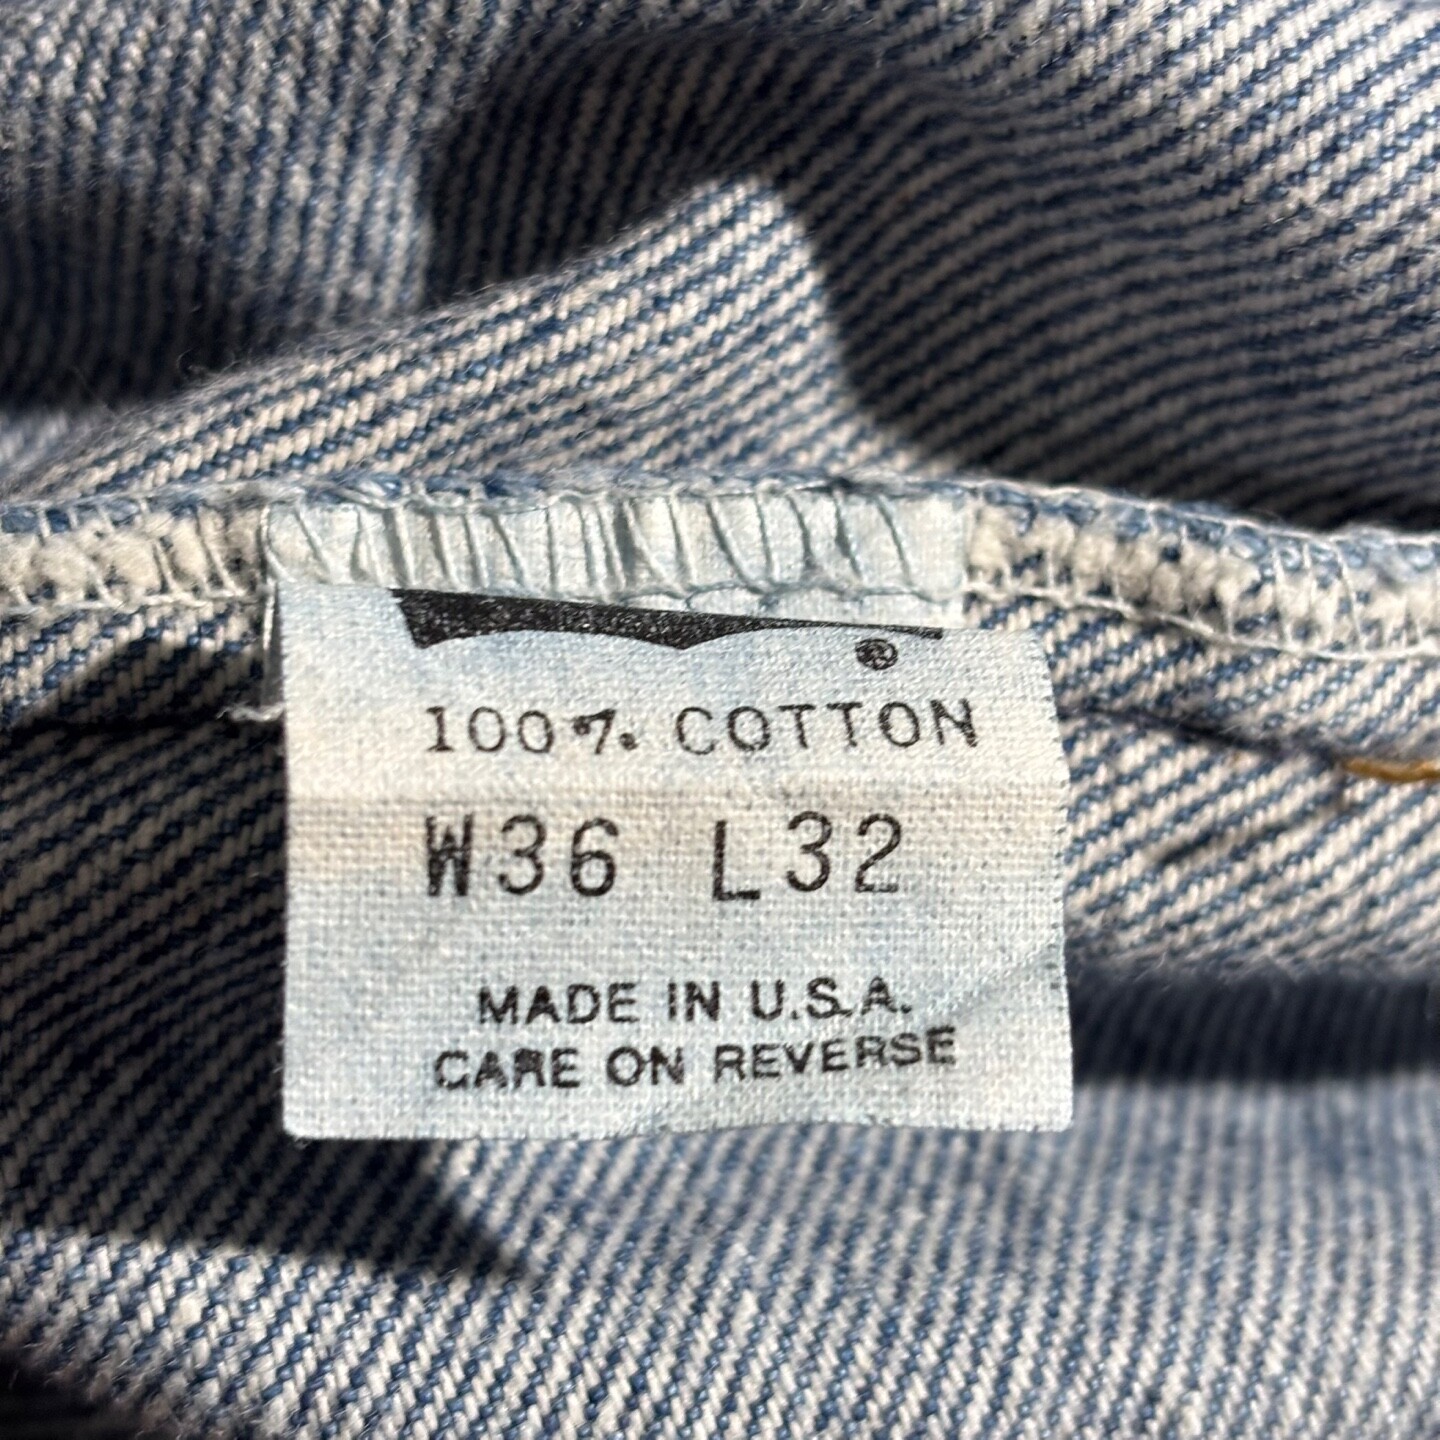 ®
100% COTTON
W36 L32
MADE IN U.S.A.
CARE ON REVERSE